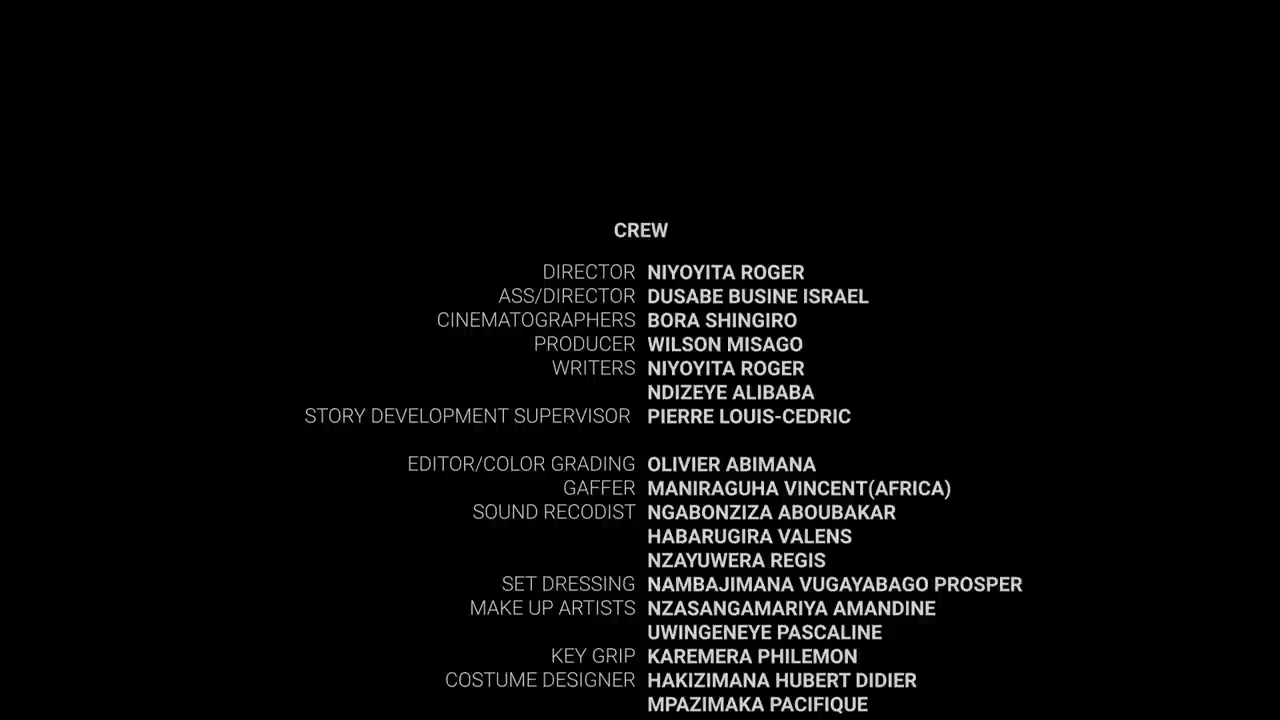 CREW
DIRECTOR NIYOYITA ROGER
ASS/DIRECTOR DUSABE BUSINE ISRAEL
CINEMATOGRAPHERS BORA SHINGIRO
PRODUCER WILSON MISAGO
WRITERS NIYOYITA ROGER
NDIZEYE ALIBABA
STORY DEVELOPMENT SUPERVISOR PIERRE LOUIS-CEDRIC
EDITOR/COLOR GRADING OLIVIER ABIMANA
GAFFER MANIRAGUHA VINCENT(AFRICA)
SOUND RECODIST NGABONZIZA ABOUBAKAR
HABARUGIRA VALENS
NZAYUWERA REGIS
SET DRESSING NAMBAJIMANA VUGAYABAGO PROSPER
MAKE UP ARTISTS NZASANGAMARIYA AMANDINE
UWINGENEYE PASCALINE
KEY GRIP KAREMERA PHILEMON
COSTUME DESIGNER HAKIZIMANA HUBERT DIDIER
MPAZIMAKA PACIFIQUE